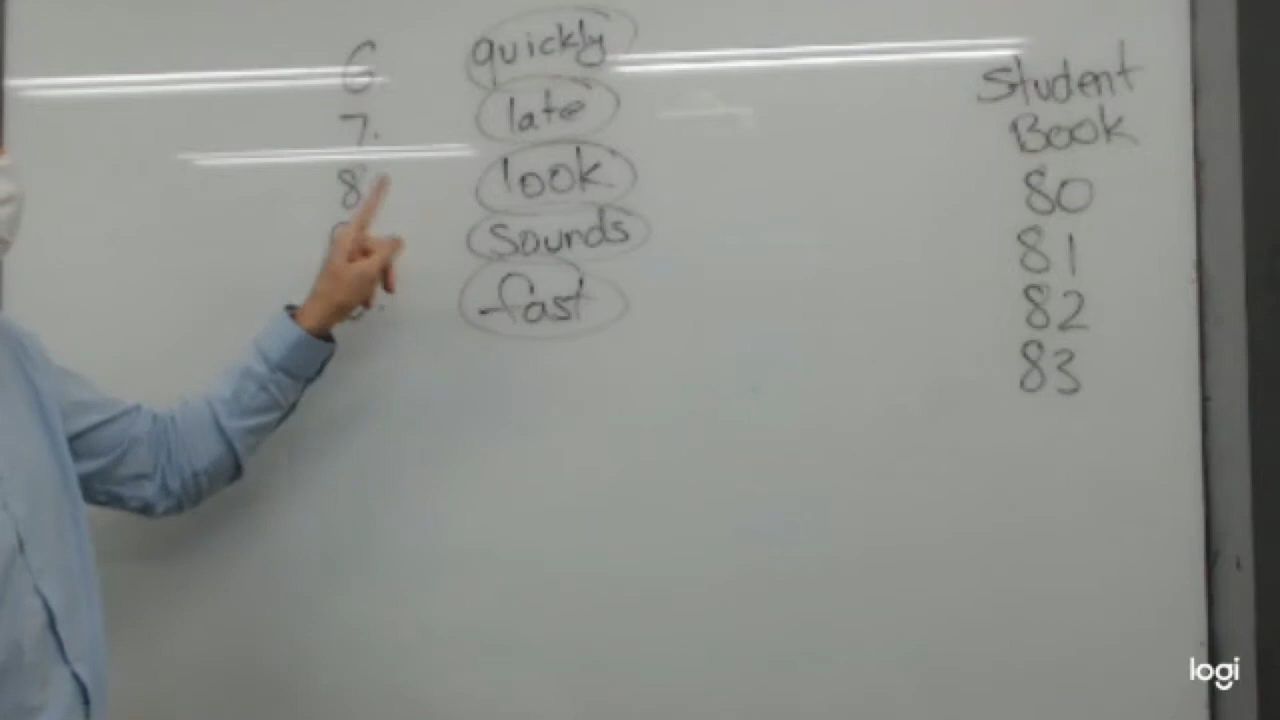 6 quickly
7. late
8 look
sounds
fast
Student
Book
80
81
82
83
logi